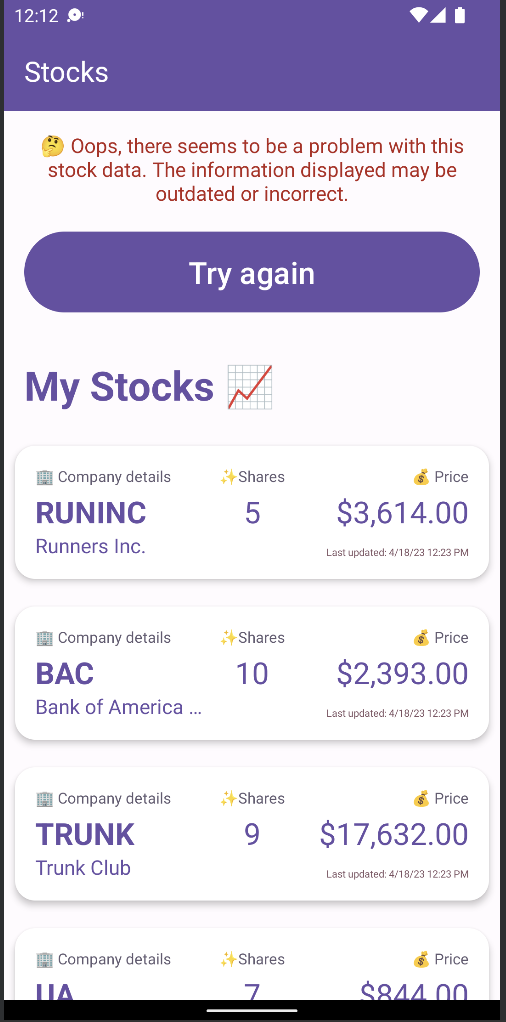 12:12
Stocks
🤔 Oops, there seems to be a problem with this
stock data. The information displayed may be
outdated or incorrect.
Try again
My Stocks 📈
🏢 Company details ✨Shares 💰 Price
RUNINC 5 $3,614.00
Runners Inc. Last updated: 4/18/23 12:23 PM
🏢 Company details ✨Shares 💰 Price
BAC 10 $2,393.00
Bank of America ... Last updated: 4/18/23 12:23 PM
🏢 Company details ✨Shares 💰 Price
TRUNK 9 $17,632.00
Trunk Club Last updated: 4/18/23 12:23 PM
🏢 Company details ✨Shares 💰 Price
UA 7 $844.00